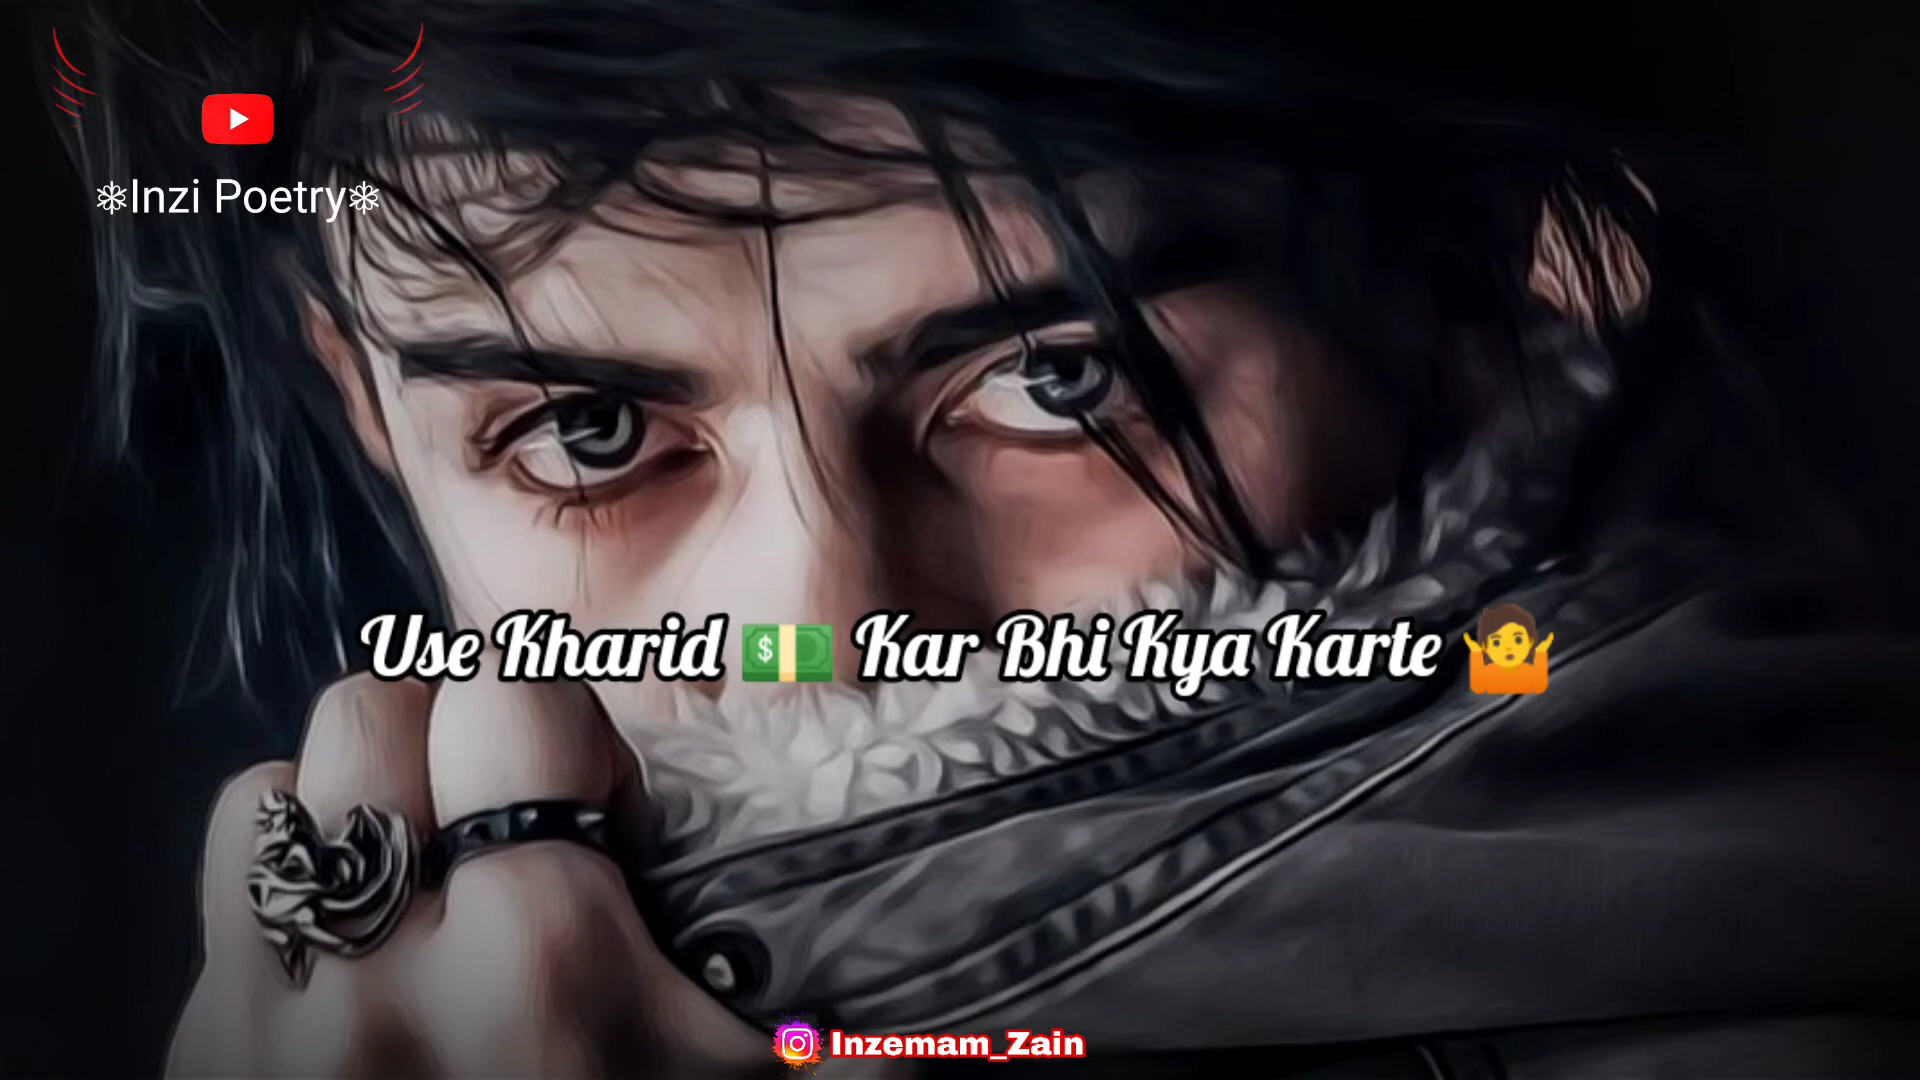 ❄Inzi Poetry❄
Use Kharid 💵 Kar Bhi Kya Karte 🤷
Inzemam_Zain